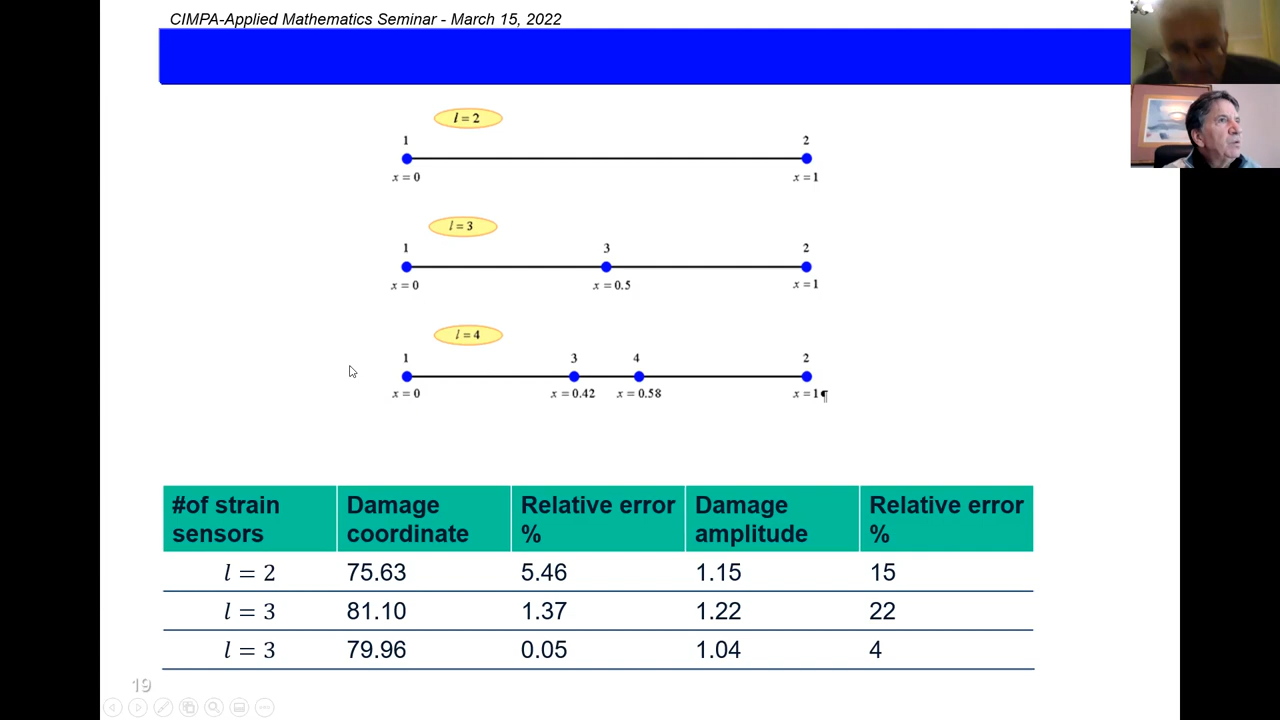 CIMPA-Applied Mathematics Seminar - March 15, 2022
l = 2
1 2
x = 0 x = 1
l = 3
1 3 2
x = 0 x = 0.5 x = 1
l = 4
1 3 4 2
x = 0 x = 0.42 x = 0.58 x = 1¶
#of strain sensors Damage coordinate Relative error % Damage amplitude Relative error %
l = 2 75.63 5.46 1.15 15
l = 3 81.10 1.37 1.22 22
l = 3 79.96 0.05 1.04 4
19